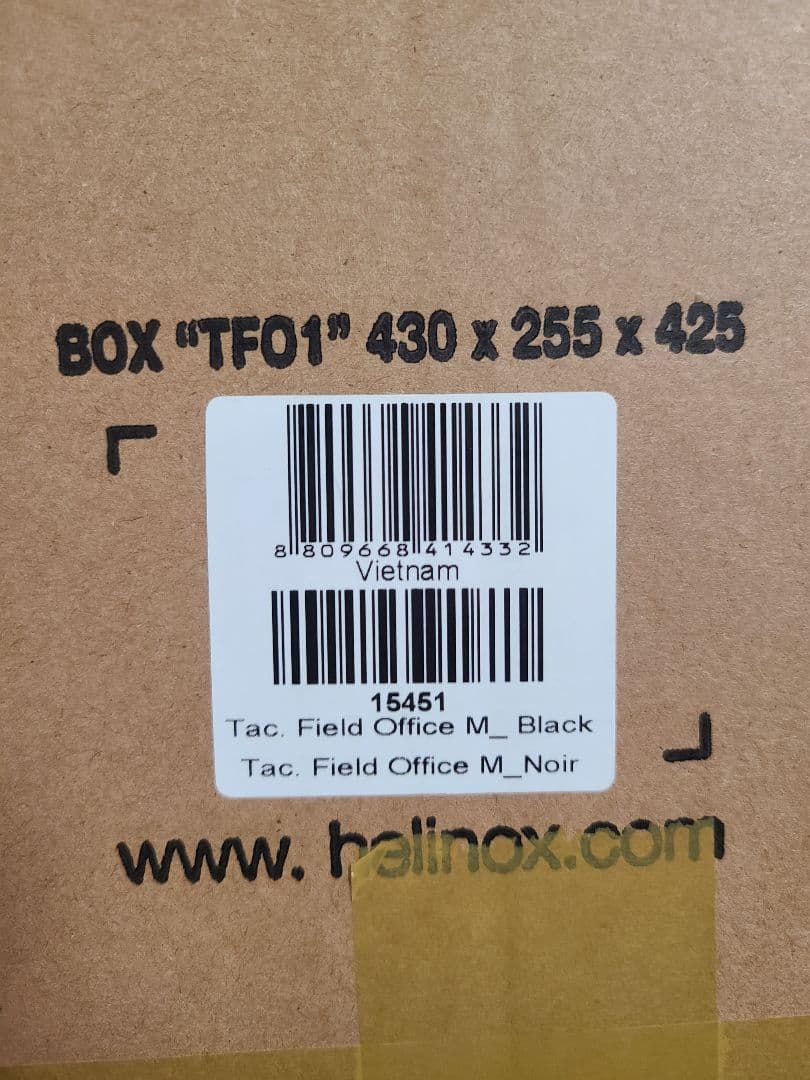 BOX “TFO1” 430 x 255 x 425
8 809668 414332
Vietnam
15451
Tac. Field Office M_ Black
Tac. Field Office M_Noir
www. helinox.com